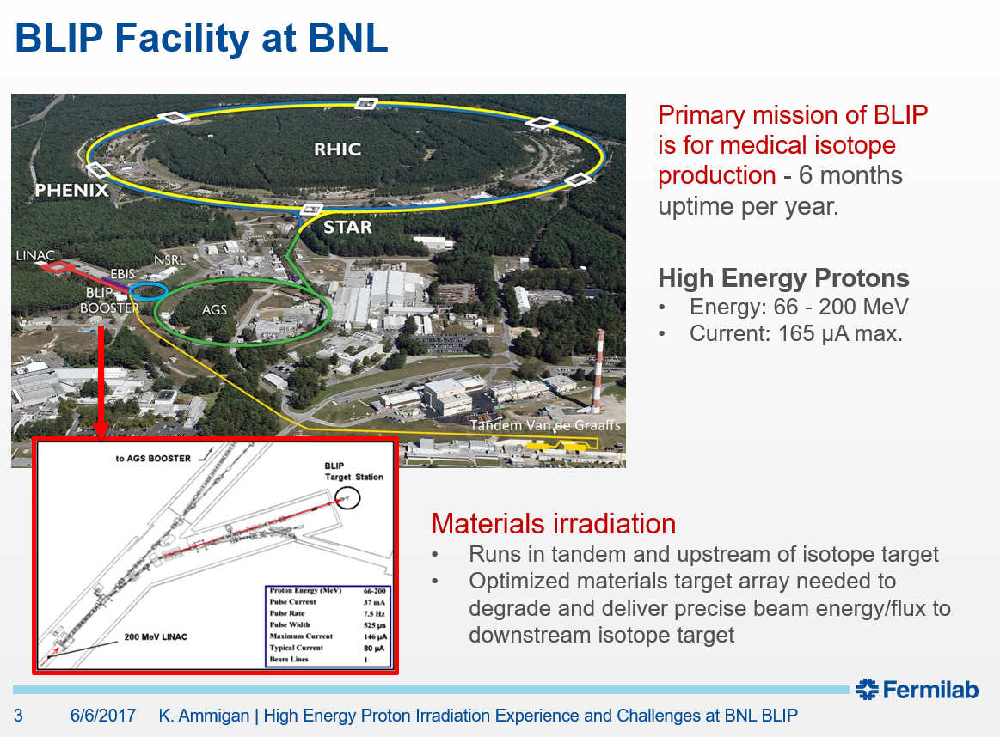 BLIP Facility at BNL
RHIC
PHENIX
STAR
LINAC
NSRL
EBIS
BLIP
BOOSTER
AGS
Tandem Van de Graaffs
Primary mission of BLIP
is for medical isotope
production - 6 months
uptime per year.
High Energy Protons
• Energy: 66 - 200 MeV
• Current: 165 µA max.
to AGS BOOSTER
BLIP
Target Station
200 MeV LINAC
Proton Energy (MeV) 66-200
Pulse Current 37 mA
Pulse Rate 7.5 Hz
Pulse Width 525 µs
Maximum Current 146 µA
Typical Current 80 µA
Beam Lines 1
Materials irradiation
• Runs in tandem and upstream of isotope target
• Optimized materials target array needed to
degrade and deliver precise beam energy/flux to
downstream isotope target
Fermilab
3 6/6/2017 K. Ammigan | High Energy Proton Irradiation Experience and Challenges at BNL BLIP